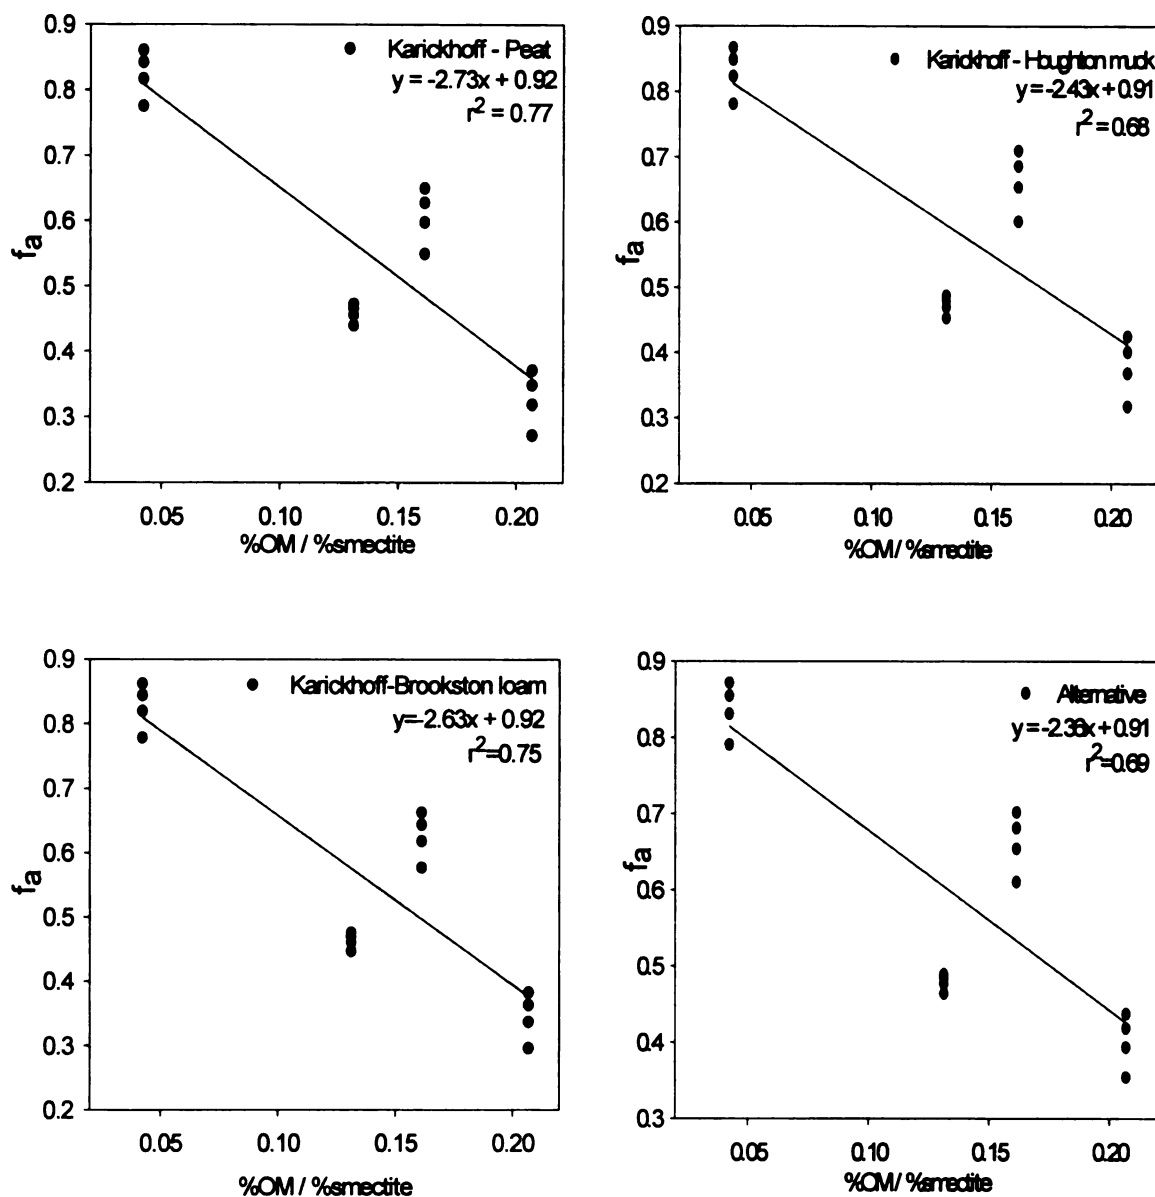 0.9
0.8
0.7
0.6
0.5
0.4
0.3
0.2
fa
Karickhoff - Peat
y = -2.73x + 0.92
r2 = 0.77
0.05 0.10 0.15 0.20
%OM / %smectite
0.9
0.8
0.7
0.6
0.5
0.4
0.3
0.2
fa
Karickhoff - Houghton muck
y = -2.43x + 0.91
r2 = 0.68
0.05 0.10 0.15 0.20
%OM / %smectite
0.9
0.8
0.7
0.6
0.5
0.4
0.3
0.2
fa
Karickhoff-Brookston loam
y=-2.63x + 0.92
r2=0.75
0.05 0.10 0.15 0.20
%OM / %smectite
0.9
0.8
0.7
0.6
0.5
0.4
0.3
fa
Alternative
y = -2.36x + 0.91
r2=0.69
0.05 0.10 0.15 0.20
%OM / %smectite